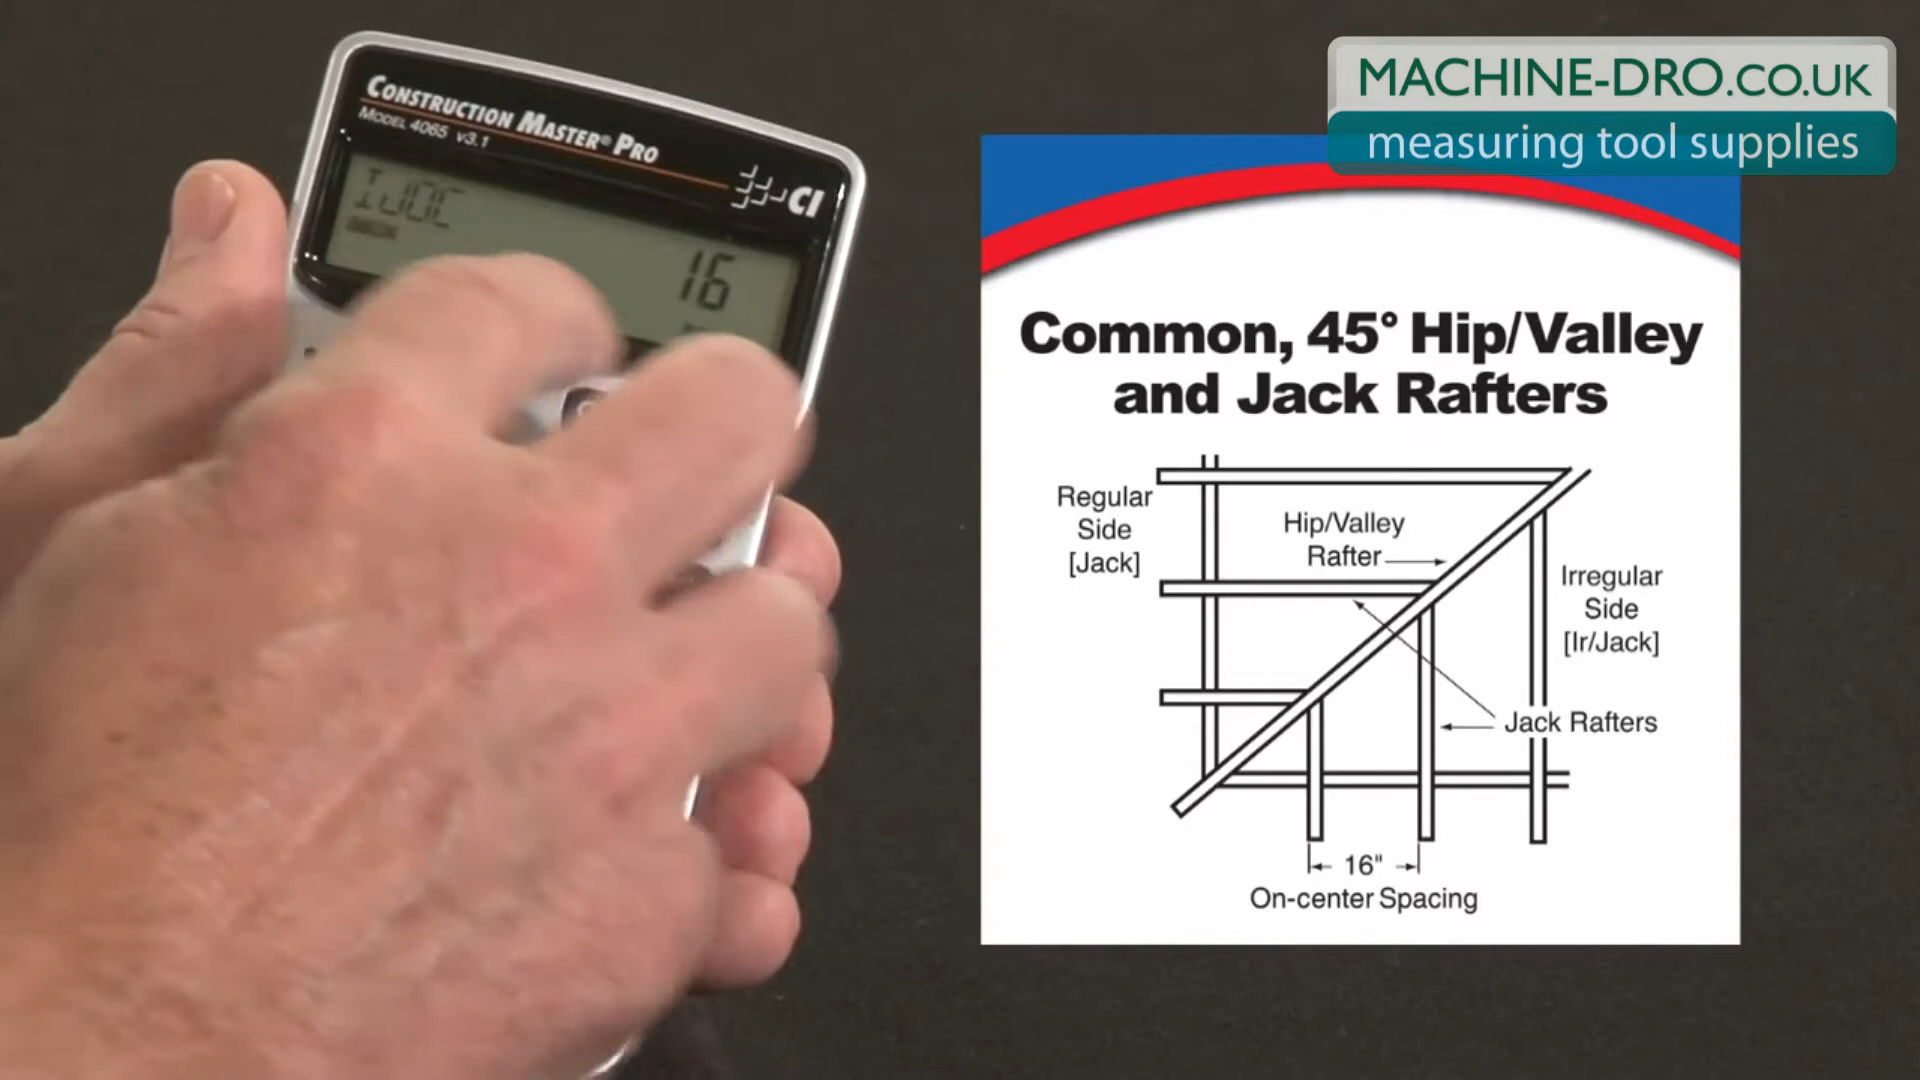 CONSTRUCTION MASTER® PRO
MODEL 4065 v3.1
CI
16
MACHINE-DRO.CO.UK
measuring tool supplies
Common, 45° Hip/Valley
and Jack Rafters
Regular
Side
[Jack]
Hip/Valley
Rafter
Irregular
Side
[Ir/Jack]
Jack Rafters
16"
On-center Spacing